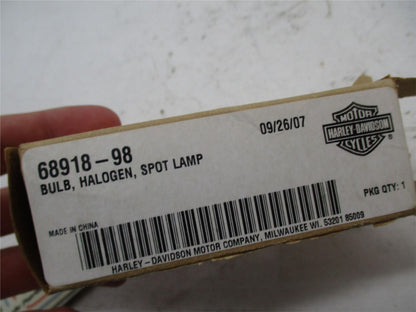 09/26/07
MOTOR
HARLEY-DAVIDSON
CYCLES
®
68918-98
BULB, HALOGEN, SPOT LAMP
PKG QTY: 1
MADE IN CHINA
HARLEY-DAVIDSON MOTOR COMPANY, MILWAUKEE WI. 53201 85009